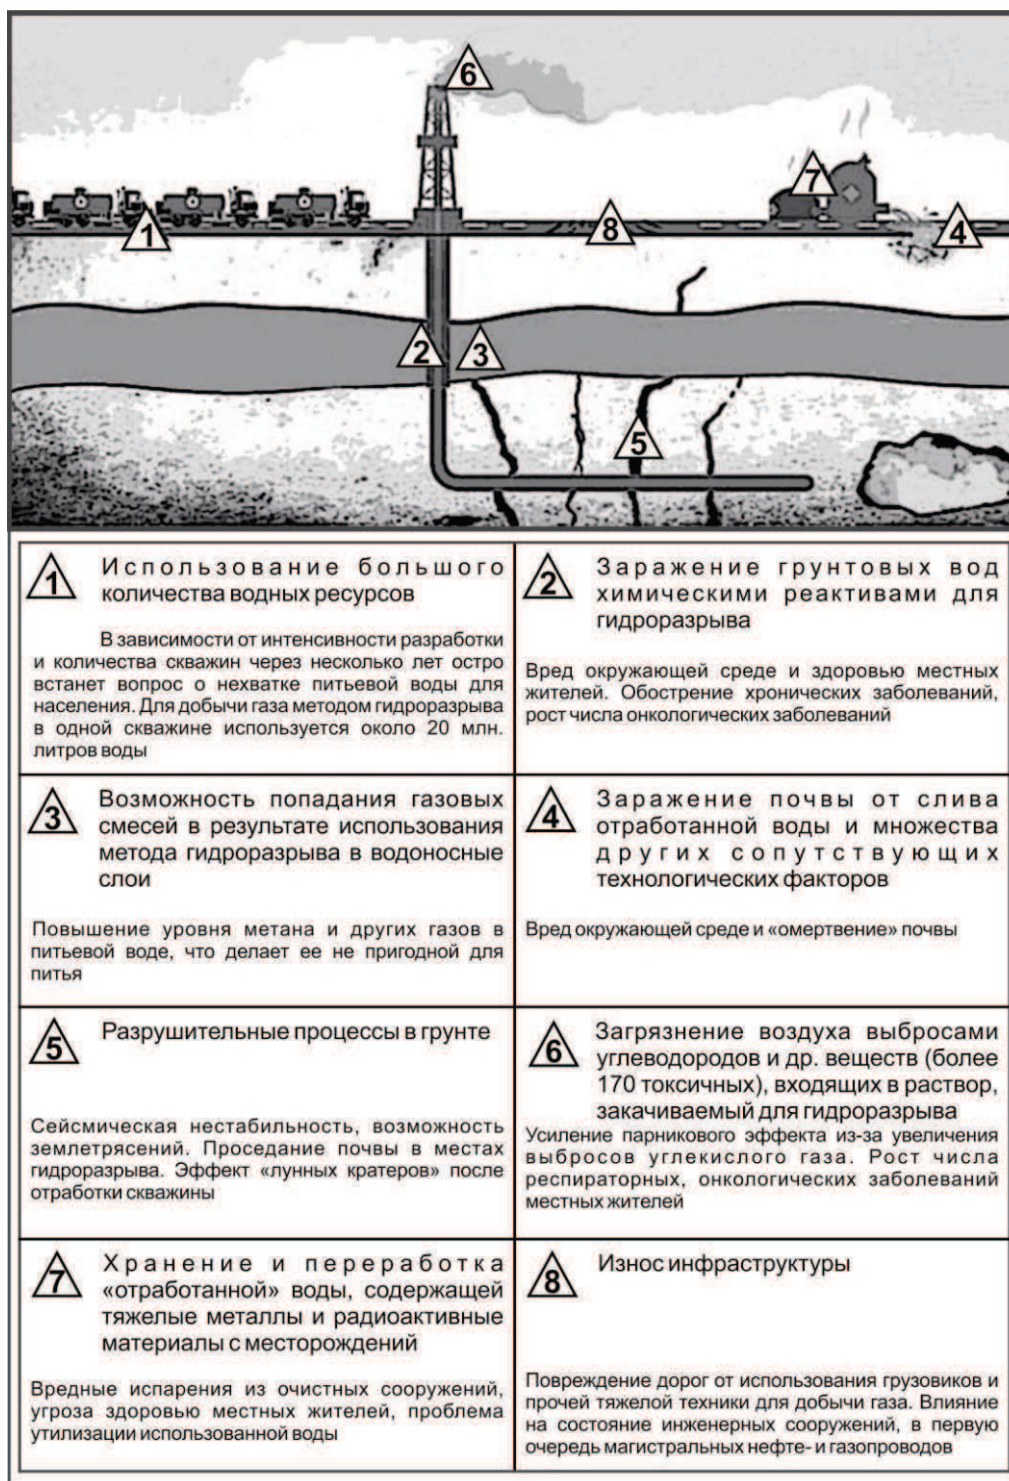 6
7
1
8
4
2
3
5
1
Использование большого
количества водных ресурсов
В зависимости от интенсивности разработки
и количества скважин через несколько лет остро
встанет вопрос о нехватке питьевой воды для
населения. Для добычи газа методом гидроразрыва
в одной скважине используется около 20 млн.
литров воды
2
Заражение грунтовых вод
химическими реактивами для
гидроразрыва
Вред окружающей среде и здоровью местных
жителей. Обострение хронических заболеваний,
рост числа онкологических заболеваний
3
Возможность попадания газовых
смесей в результате использования
метода гидроразрыва в водоносные
слои
Повышение уровня метана и других газов в
питьевой воде, что делает ее не пригодной для
питья
4
Заражение почвы от слива
отработанной воды и множества
других сопутствующих
технологических факторов
Вред окружающей среде и «омертвение» почвы
5
Разрушительные процессы в грунте
Сейсмическая нестабильность, возможность
землетрясений. Проседание почвы в местах
гидроразрыва. Эффект «лунных кратеров» после
отработки скважины
6
Загрязнение воздуха выбросами
углеводородов и др. веществ (более
170 токсичных), входящих в раствор,
закачиваемый для гидроразрыва
Усиление парникового эффекта из-за увеличения
выбросов углекислого газа. Рост числа
респираторных, онкологических заболеваний
местных жителей
7
Хранение и переработка
«отработанной» воды, содержащей
тяжелые металлы и радиоактивные
материалы с месторождений
Вредные испарения из очистных сооружений,
угроза здоровью местных жителей, проблема
утилизации использованной воды
8
Износ инфраструктуры
Повреждение дорог от использования грузовиков и
прочей тяжелой техники для добычи газа. Влияние
на состояние инженерных сооружений, в первую
очередь магистральных нефте- и газопроводов